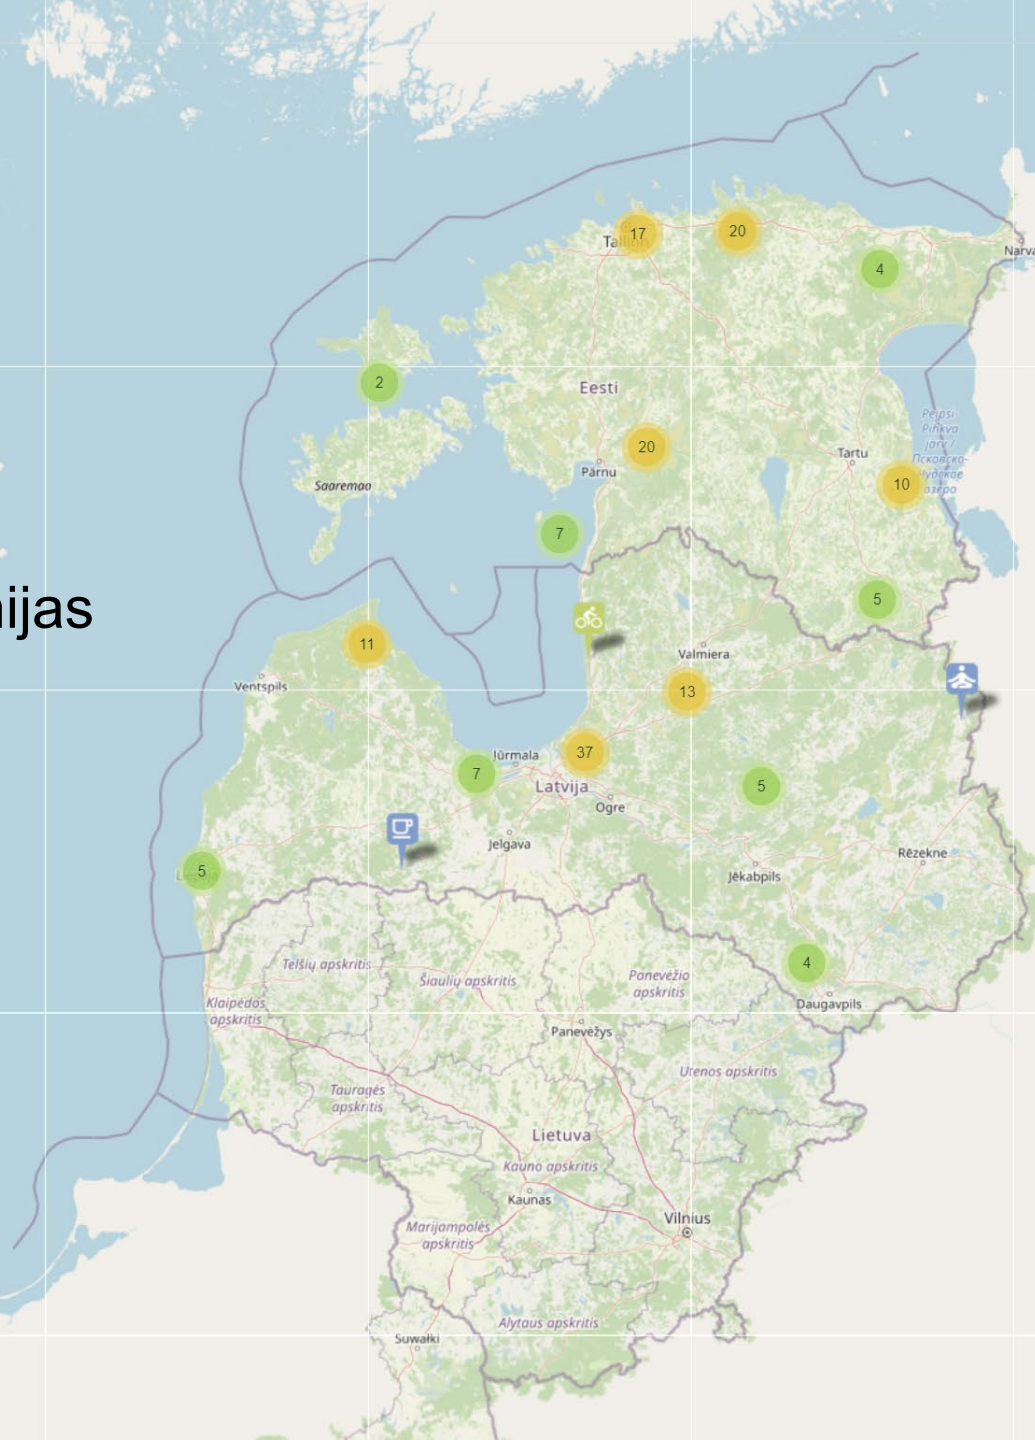 17
20
Tallinn
Narva
4
2
Eesti
Peipsi-
Pihkva
järv /
Псковско-
Чудское
озеро
20
Tartu
Pärnu
10
Saaremaa
7
nijas
5
11
Valmiera
Ventspils
13
37
Jūrmala
7
Latvija
5
Ogre
Jelgava
Rēzekne
5
Jēkabpils
4
Telšių apskritis
Šiaulių apskritis
Panevėžio
apskritis
Klaipėdos
apskritis
Daugavpils
Panevėžys
Utenos apskritis
Tauragės
apskritis
Lietuva
Kauno apskritis
Kaunas
Vilnius
Marijampolės
apskritis
Alytaus apskritis
Suwałki